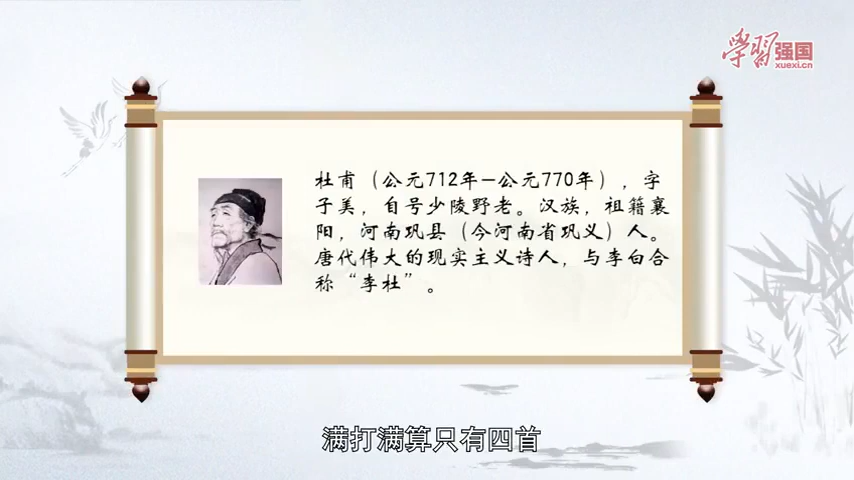 学习强国
xuexi.cn
杜甫（公元712年—公元770年），字
子美，自号少陵野老。汉族，祖籍襄
阳，河南巩县（今河南省巩义）人。
唐代伟大的现实主义诗人，与李白合
称“李杜”。
满打满算只有四首